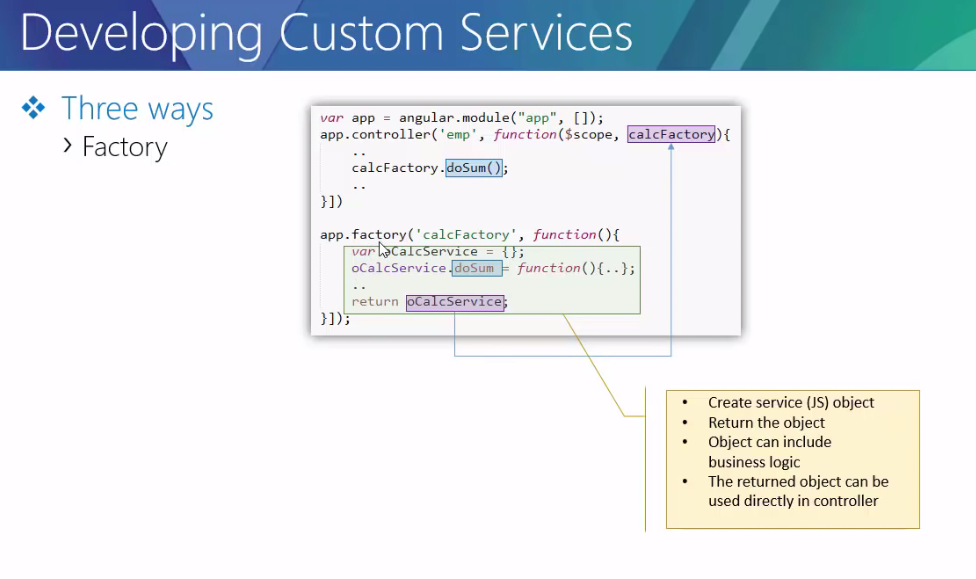 Developing Custom Services
Three ways
Factory
var app = angular.module("app", []);
app.controller('emp', function($scope, calcFactory){
..
calcFactory.doSum();
..
}])
app.factory('calcFactory', function(){
var oCalcService = {};
oCalcService.doSum = function(){..};
..
return oCalcService;
}]);
• Create service (JS) object
• Return the object
• Object can include
business logic
• The returned object can be
used directly in controller